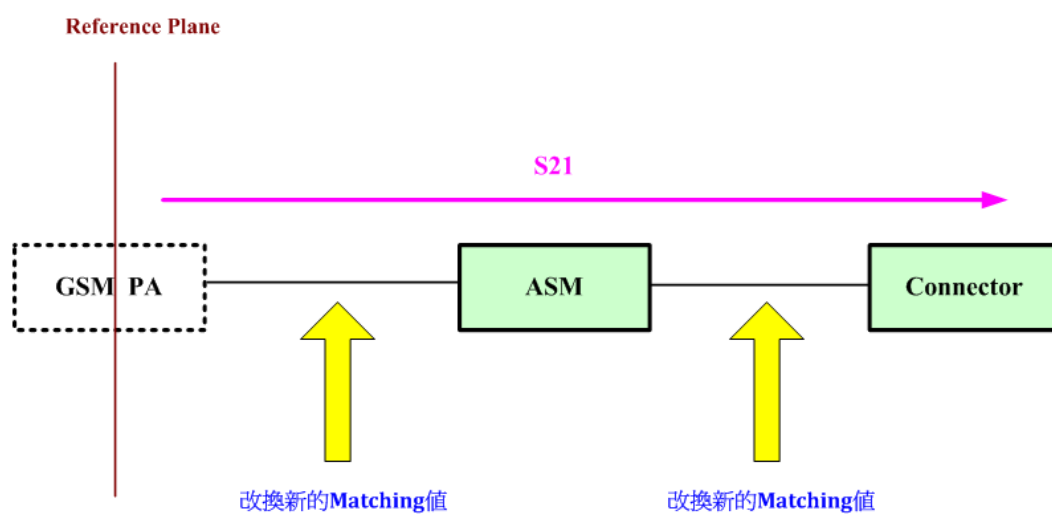 Reference Plane
S21
GSM PA
ASM
Connector
改換新的Matching值
改換新的Matching值